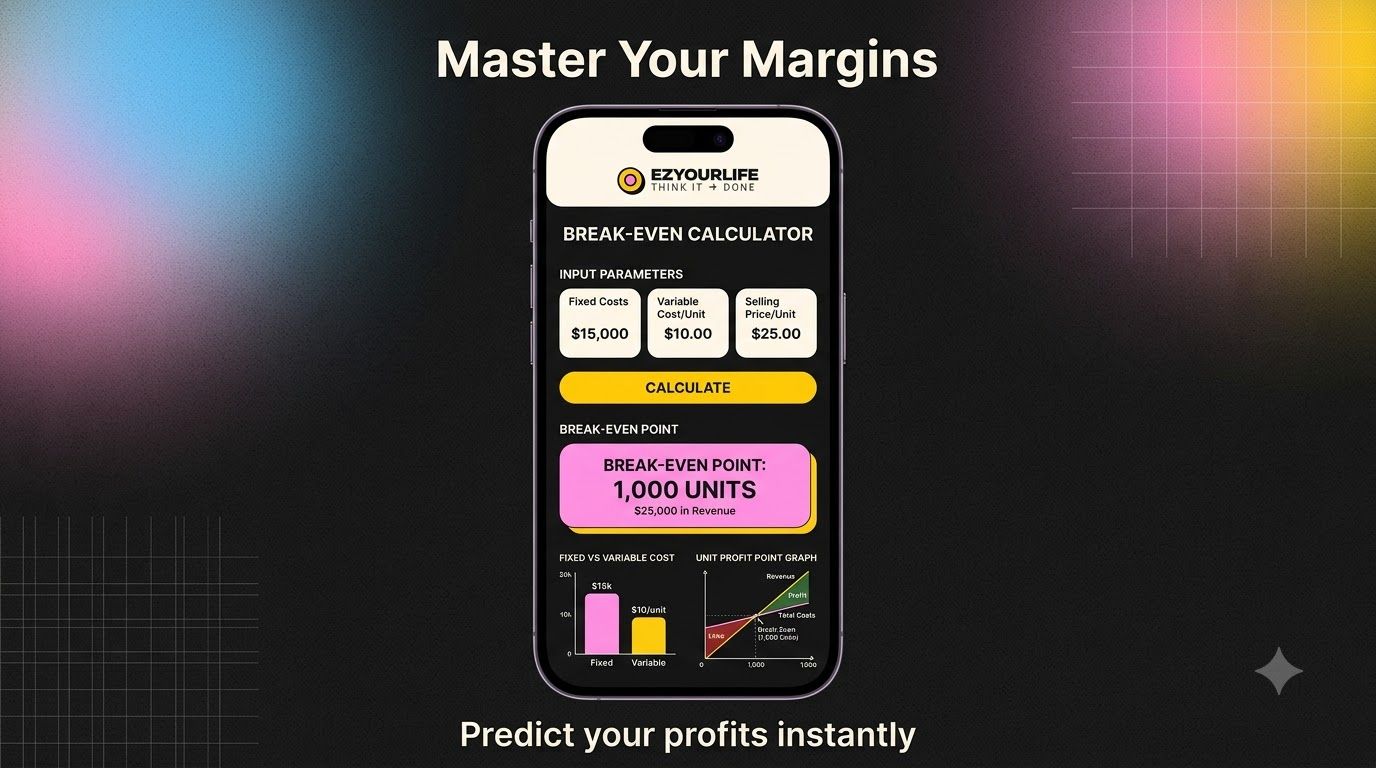 Master Your Margins
EZYOURLIFE
THINK IT → DONE
BREAK-EVEN CALCULATOR
INPUT PARAMETERS
Fixed Costs
$15,000
Variable
Cost/Unit
$10.00
Selling
Price/Unit
$25.00
CALCULATE
BREAK-EVEN POINT
BREAK-EVEN POINT:
1,000 UNITS
$25,000 in Revenue
FIXED VS VARIABLE COST
$15k
$10/unit
0
Fixed
Variable
UNIT PROFIT POINT GRAPH
Revenus
Profit
Total Costs
0
1,000
Predict your profits instantly